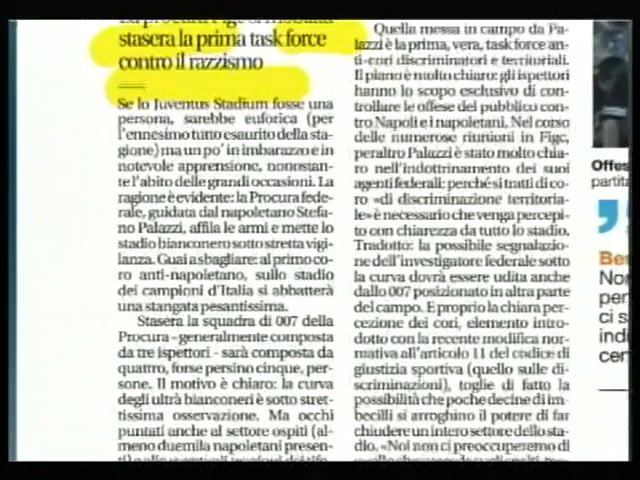 La procura Figc si mobilita
stasera la prima task force
contro il razzismo
Se lo Juventus Stadium fosse una
persona, sarebbe euforica (per
l'ennesimo tutto esaurito della sta-
gione) ma un po' in imbarazzo e in
notevole apprensione, nonostan-
te l'abito delle grandi occasioni. La
ragione è evidente: la Procura fede-
rale, guidata dal napoletano Stefa-
no Palazzi, affila le armi e mette lo
stadio bianconero sotto stretta vigi-
lanza. Guai a sbagliare: al primo co-
ro anti-napoletano, sullo stadio
dei campioni d'Italia si abbatterà
una stangata pesantissima.
Stasera la squadra di 007 della
Procura - generalmente composta
da tre ispettori - sarà composta da
quattro, forse persino cinque, per-
sone. Il motivo è chiaro: la curva
degli ultrà bianconeri è sotto stret-
tissima osservazione. Ma occhi
puntati anche al settore ospiti (al-
meno duemila napoletani presen-
Quella messa in campo da Pa-
lazzi è la prima, vera, task force an-
ti-cori discriminatori e territoriali.
Il piano è molto chiaro: gli ispettori
hanno lo scopo esclusivo di con-
trollare le offese del pubblico con-
tro Napoli e i napoletani. Nel corso
delle numerose riunioni in Figc,
peraltro Palazzi è stato molto chia-
ro nell'indottrinamento dei suoi
agenti federali: perché si tratti di co-
ro «di discriminazione territoria-
le» è necessario che venga percepi-
to con chiarezza da tutto lo stadio.
Tradotto: la possibile segnalazio-
ne dell'investigatore federale sotto
la curva dovrà essere udita anche
dallo 007 posizionato in altra parte
del campo. E proprio la chiara per-
cezione dei cori, elemento intro-
dotto con la recente modifica nor-
mativa all'articolo 11 del codice di
giustizia sportiva (quello sulle di-
scriminazioni), toglie di fatto la
possibilità che poche decine di im-
becilli si arroghino il potere di far
chiudere un intero settore dello sta-
dio. «Noi non ci preoccuperemo di
Offes
partita
"
Be
Nor
per
ci s
indi
cen